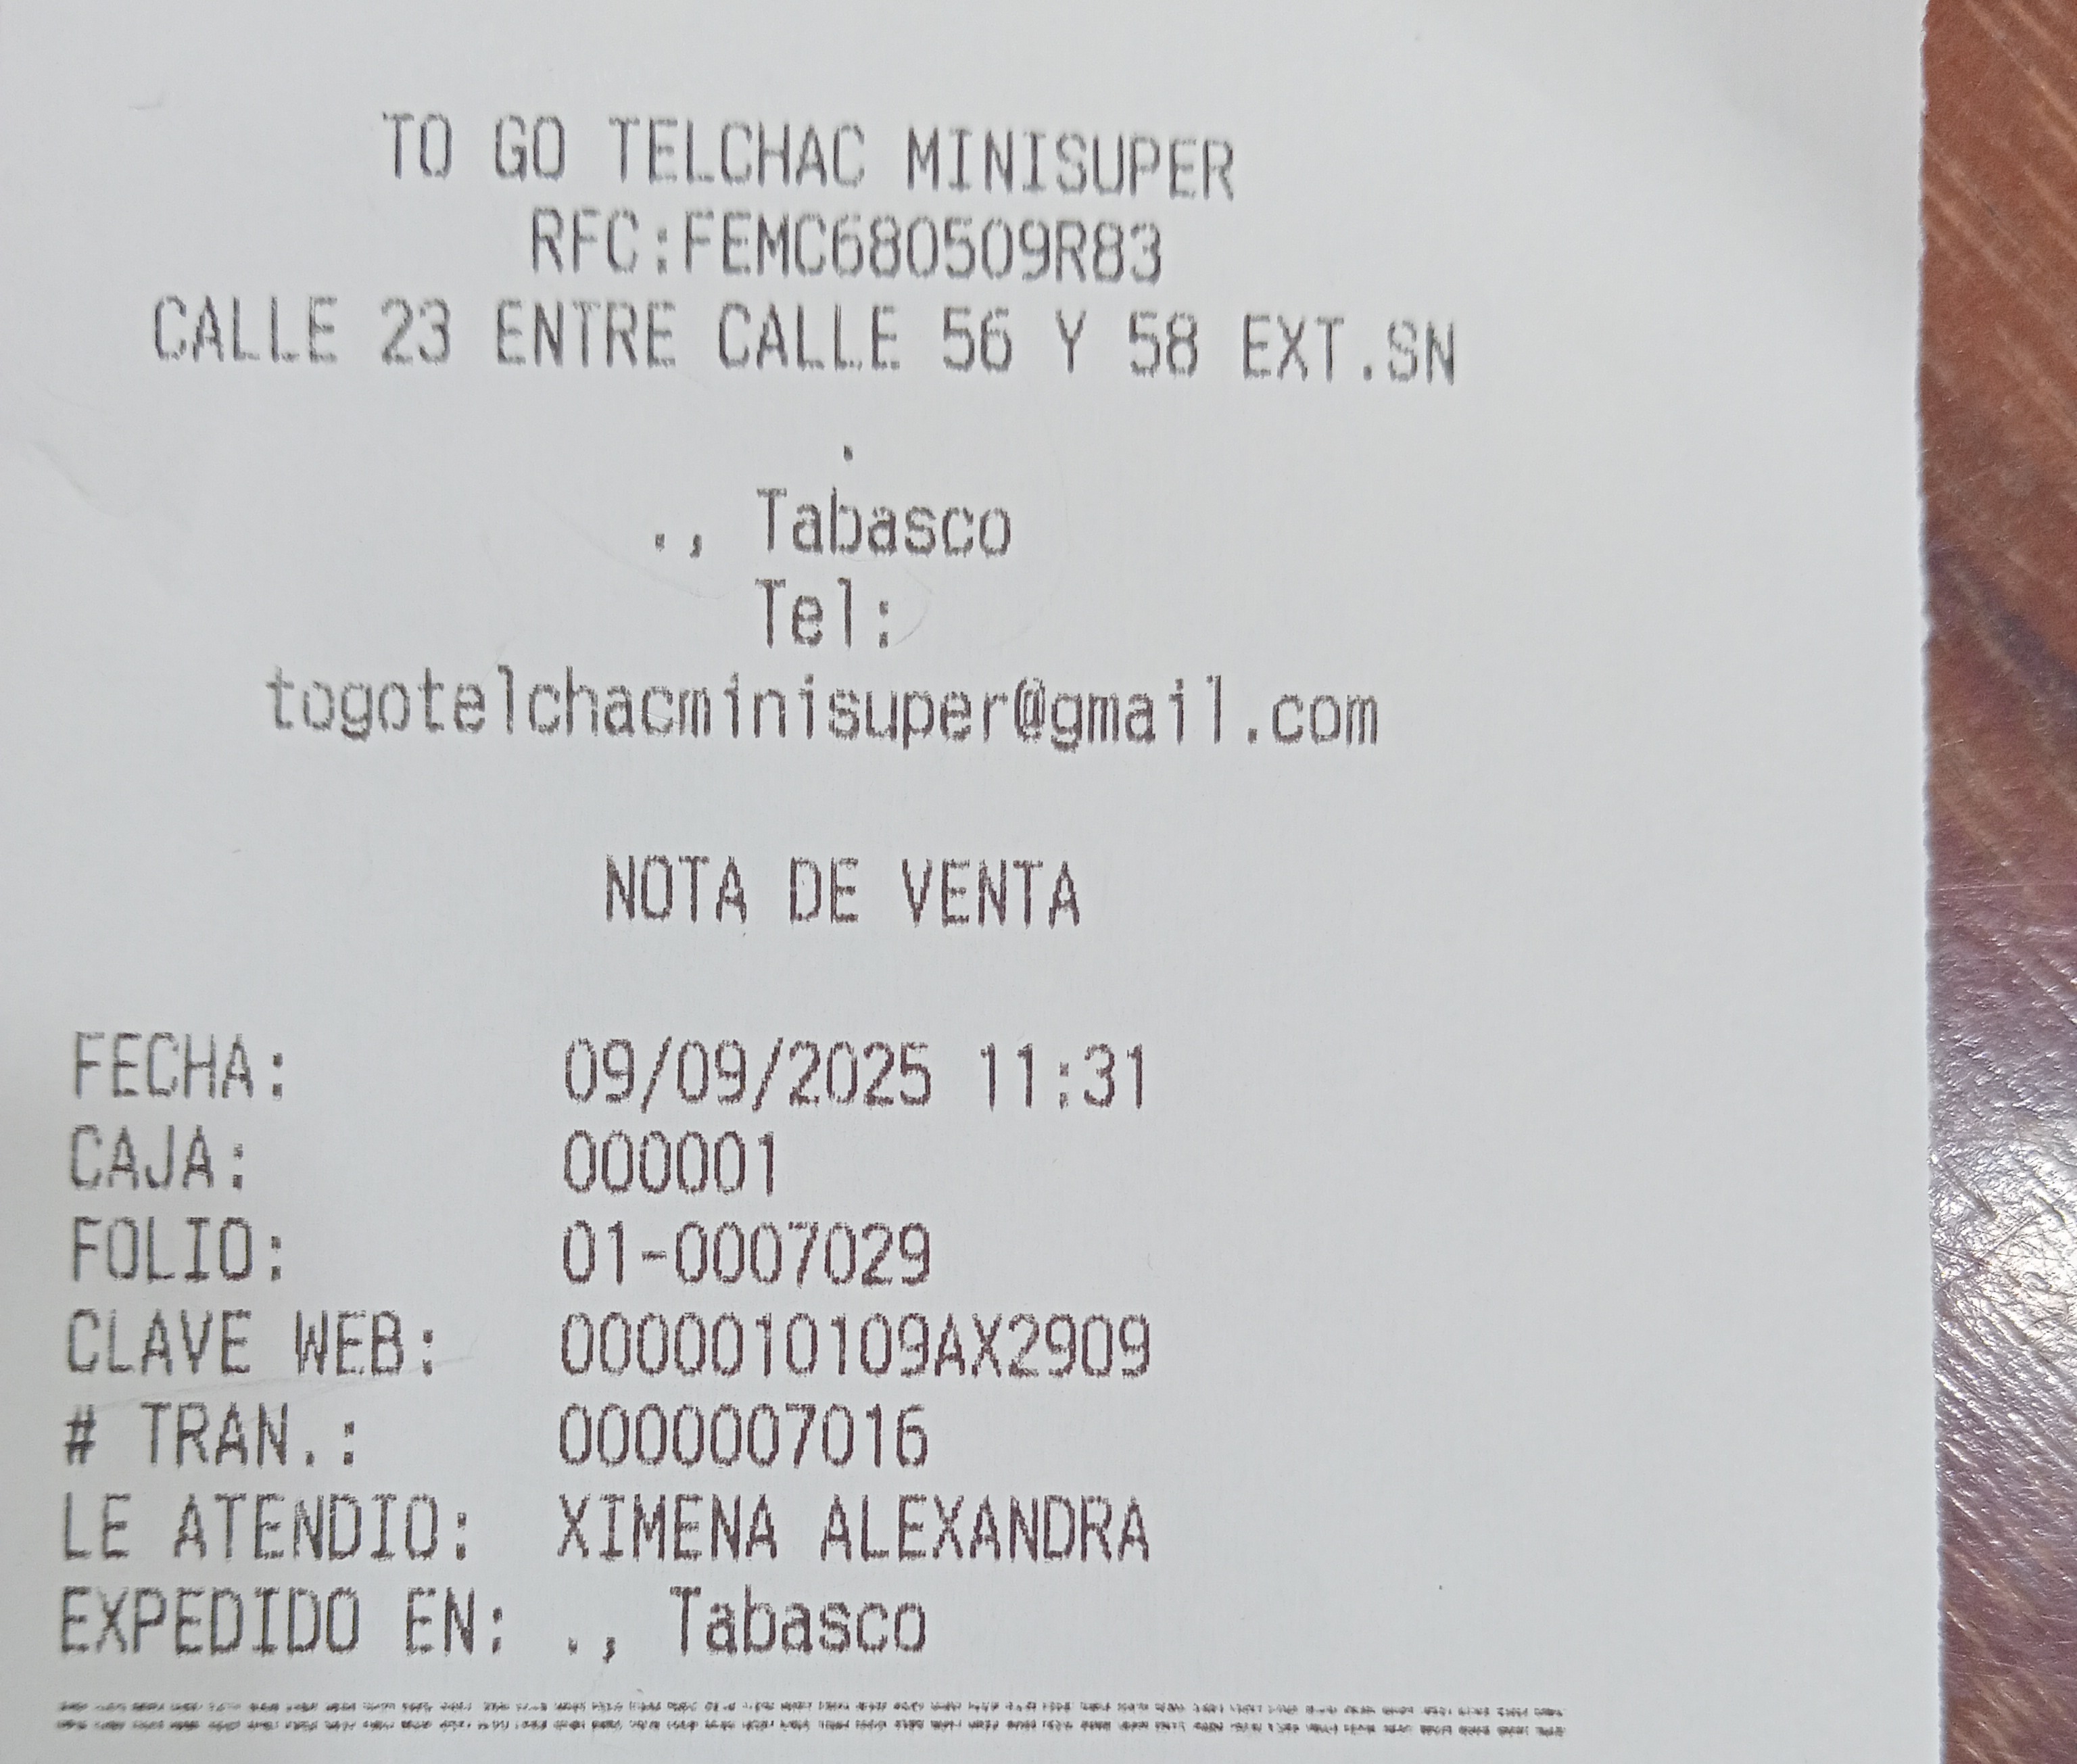 TO GO TELCHAC MINISUPER
RFC:FEMC680509R83
CALLE 23 ENTRE CALLE 56 Y 58 EXT.SN
.
., Tabasco
Tel:
togotelchacminisuper@gmail.com
NOTA DE VENTA
FECHA: 09/09/2025 11:31
CAJA: 000001
FOLIO: 01-0007029
CLAVE WEB: 0000010109AX2909
# TRAN.: 0000007016
LE ATENDIO: XIMENA ALEXANDRA
EXPEDIDO EN: ., Tabasco
========================================